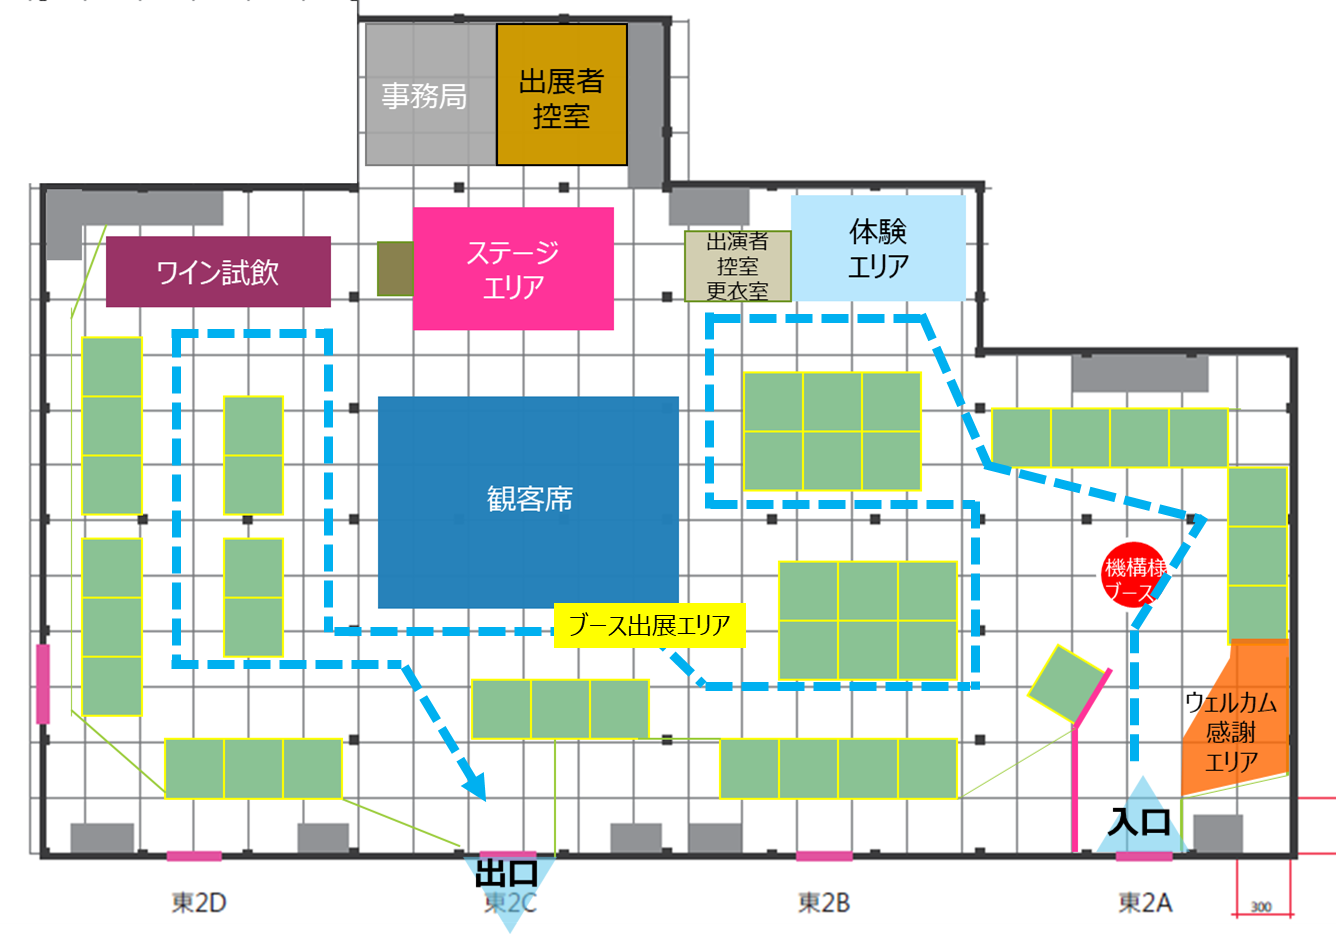 事務局
出展者
控室
ワイン試飲
ステージ
エリア
出演者
控室
更衣室
体験
エリア
観客席
機構様
ブース
ブース出展エリア
ウェルカム
感謝
エリア
入口
出口
東2D
東2C
東2B
東2A
300